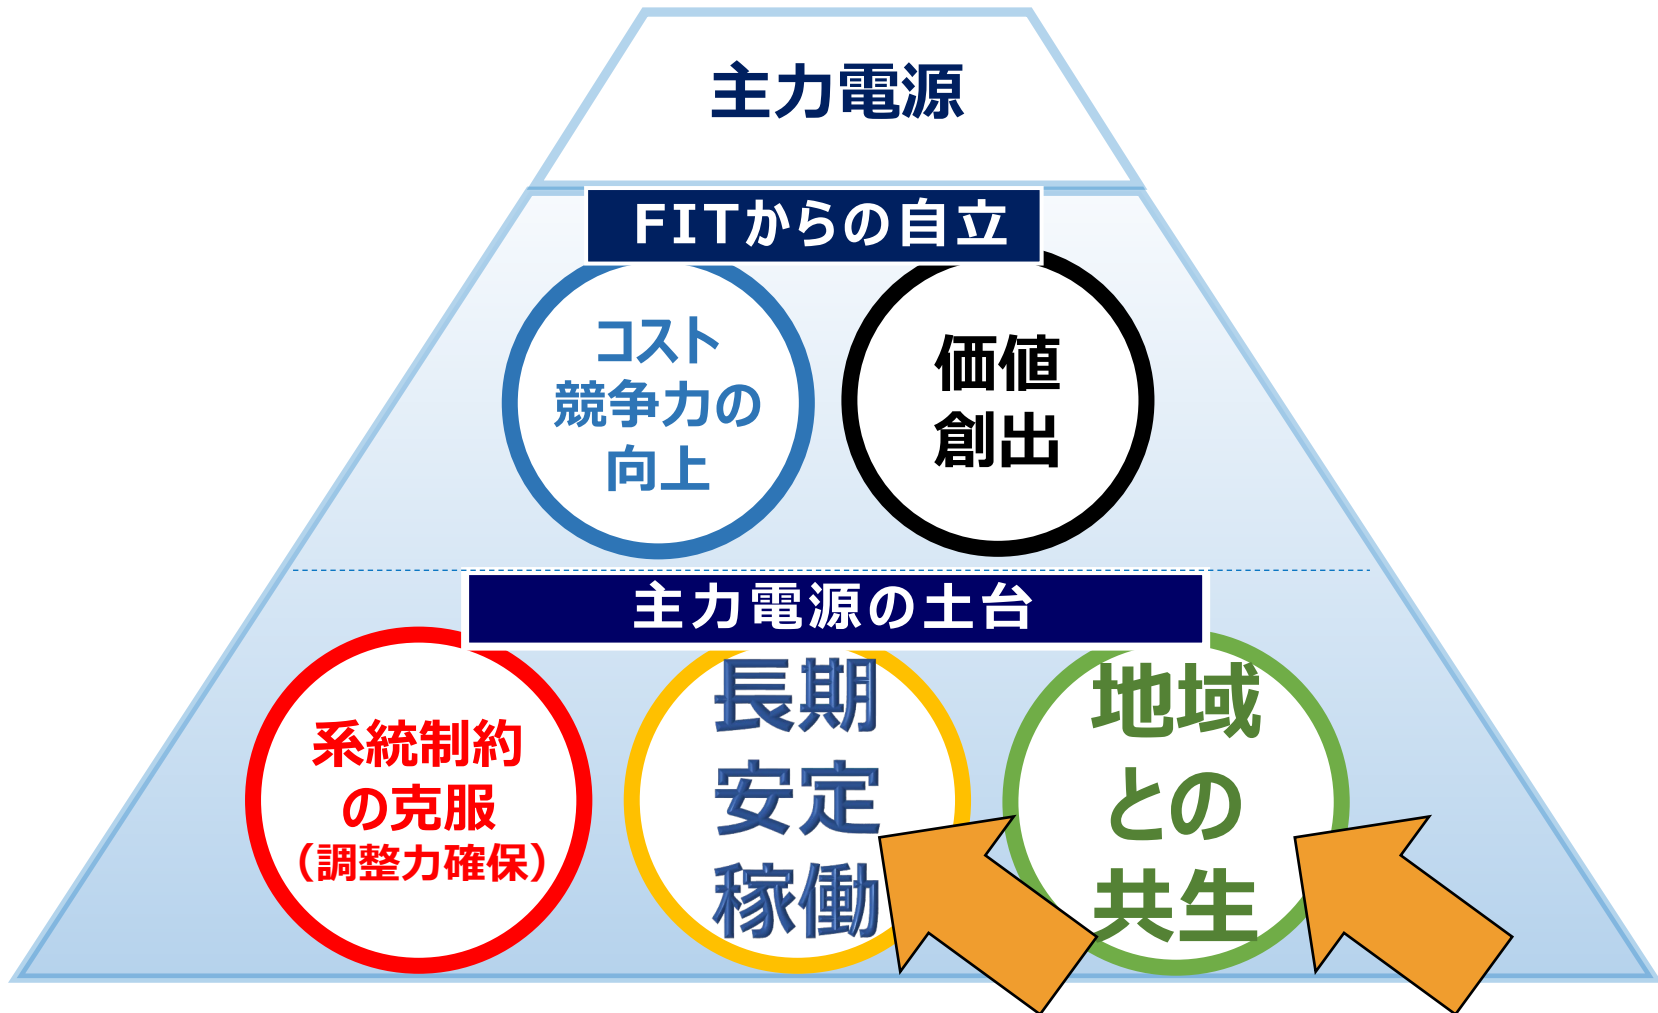 主力電源
FITからの自立
コスト
競争力の
向上
価値
創出
主力電源の土台
系統制約
の克服
（調整力確保）
長期
安定
稼働
地域
との
共生